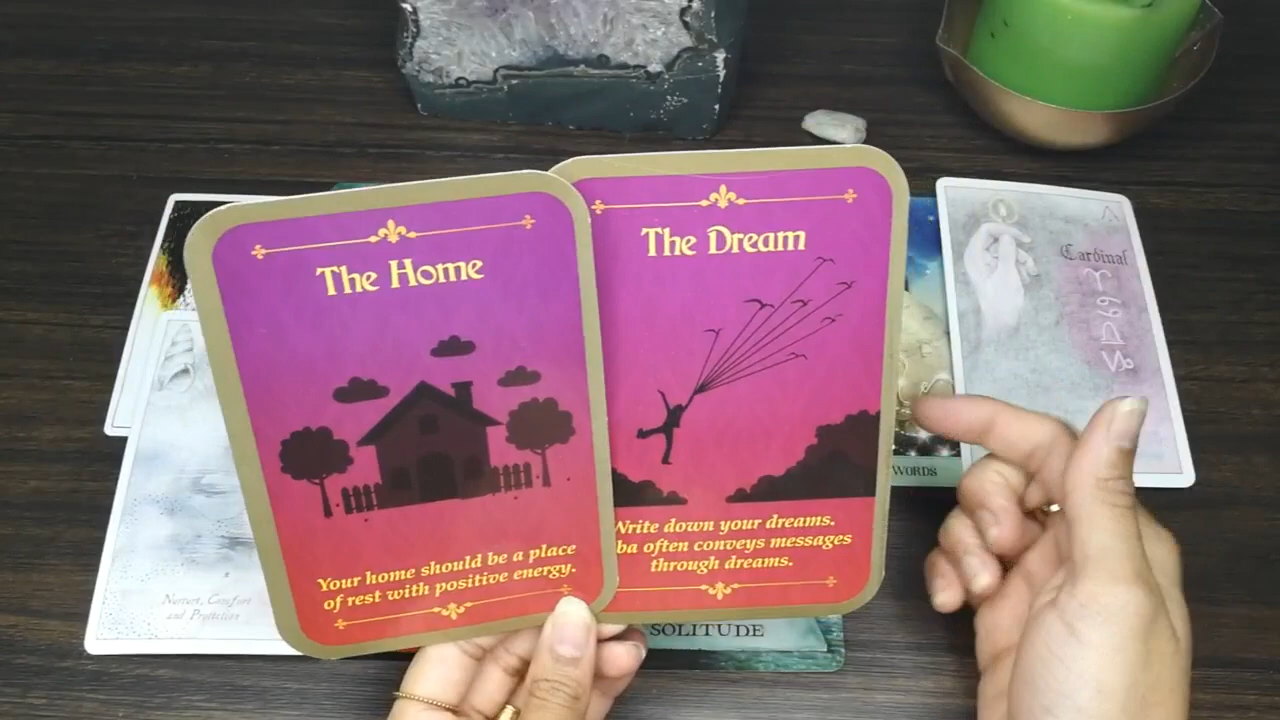 The Home
Your home should be a place
of rest with positive energy.
The Dream
Write down your dreams.
ba often conveys messages
through dreams.
Cardinal
♈ ♋ ♎ ♑
WORDS
Nurture, Comfort
and Protection
SOLITUDE